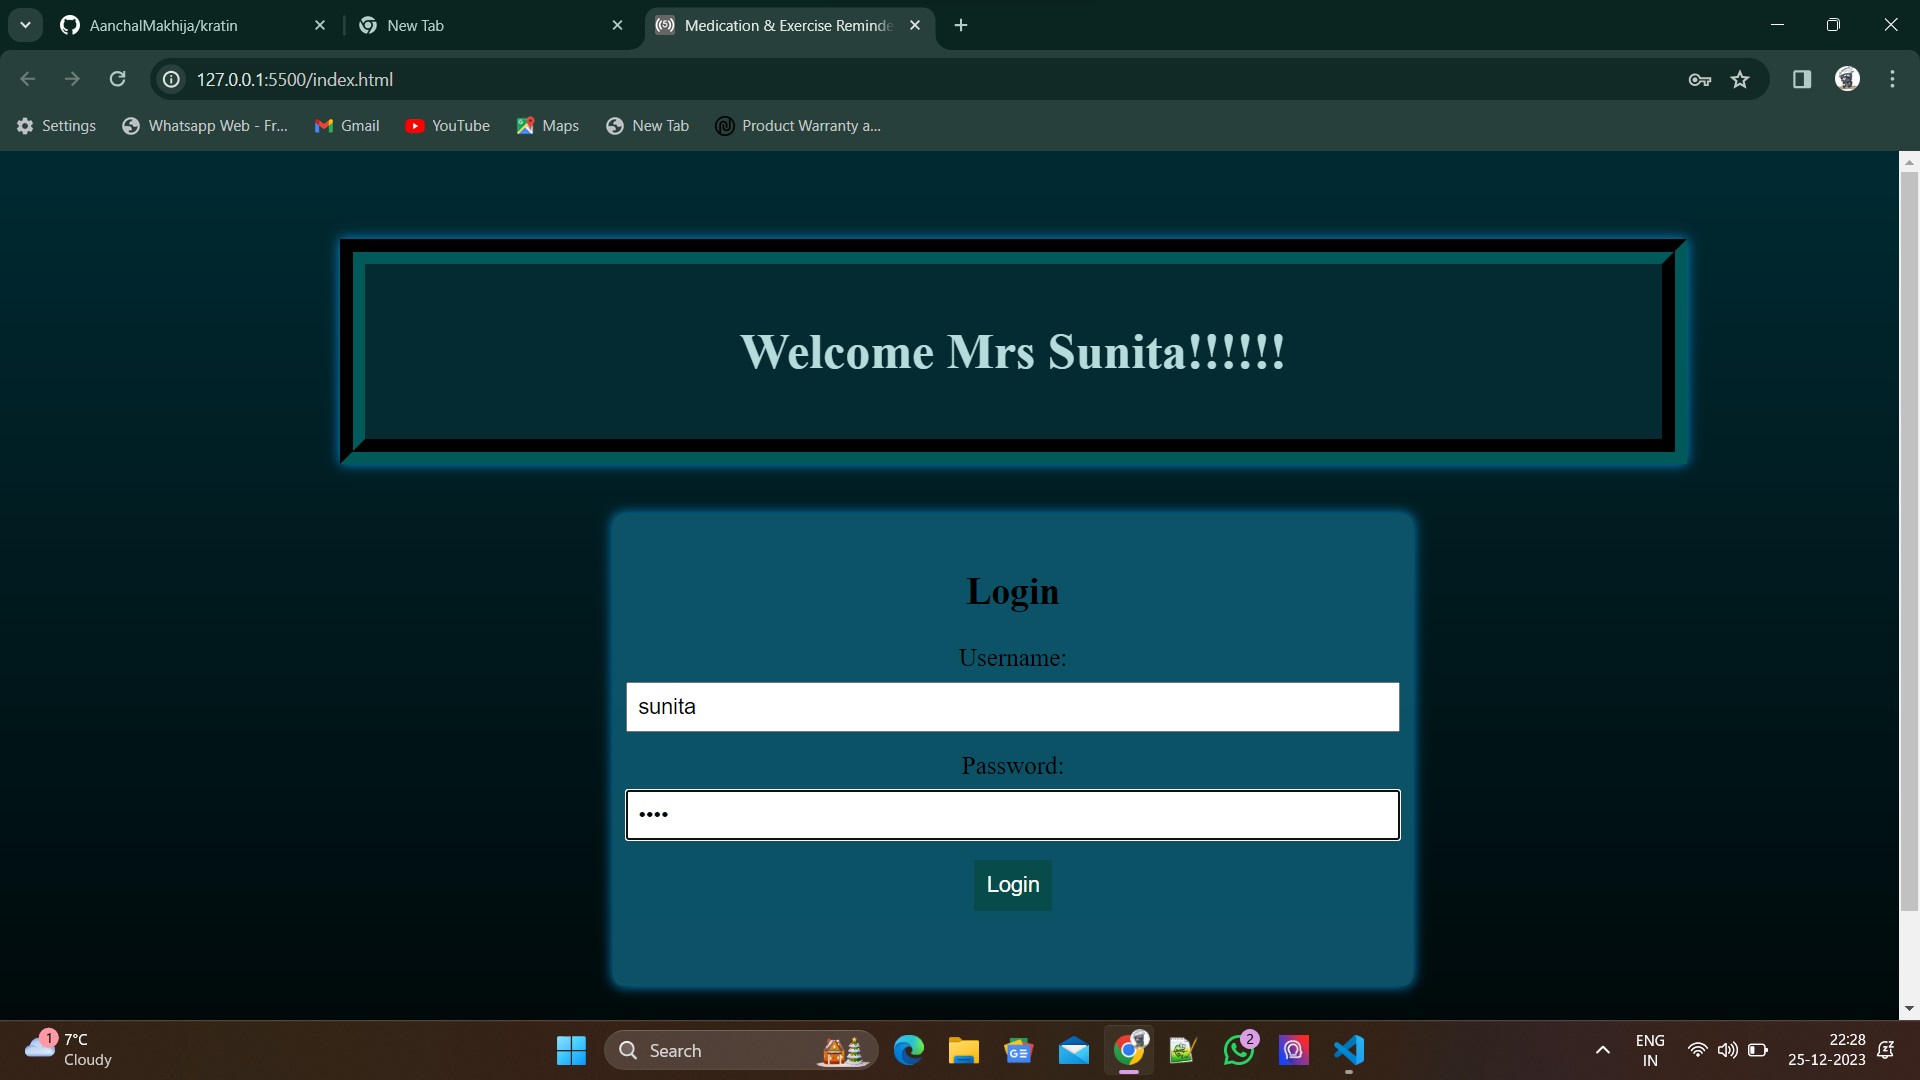 AanchalMakhija/kratin
New Tab
Medication & Exercise Reminde
127.0.0.1:5500/index.html
Settings
Whatsapp Web - Fr...
Gmail
YouTube
Maps
New Tab
Product Warranty a...
Welcome Mrs Sunita!!!!!!
Login
Username:
sunita
Password:
••••
Login
1
7°C
Cloudy
Search
GE
2
ENG
IN
22:28
25-12-2023